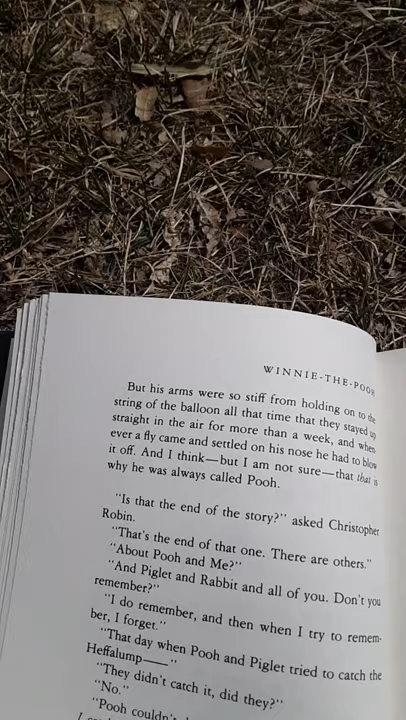 WINNIE-THE-POOH
But his arms were so stiff from holding on to the
string of the balloon all that time that they stayed up
straight in the air for more than a week, and when-
ever a fly came and settled on his nose he had to blow
it off. And I think—but I am not sure—that that is
why he was always called Pooh.
"Is that the end of the story?" asked Christopher
Robin.
"That's the end of that one. There are others."
"About Pooh and Me?"
"And Piglet and Rabbit and all of you. Don't you
remember?"
"I do remember, and then when I try to remem-
ber, I forget."
"That day when Pooh and Piglet tried to catch the
Heffalump——"
"They didn't catch it, did they?"
"No."
"Pooh couldn't